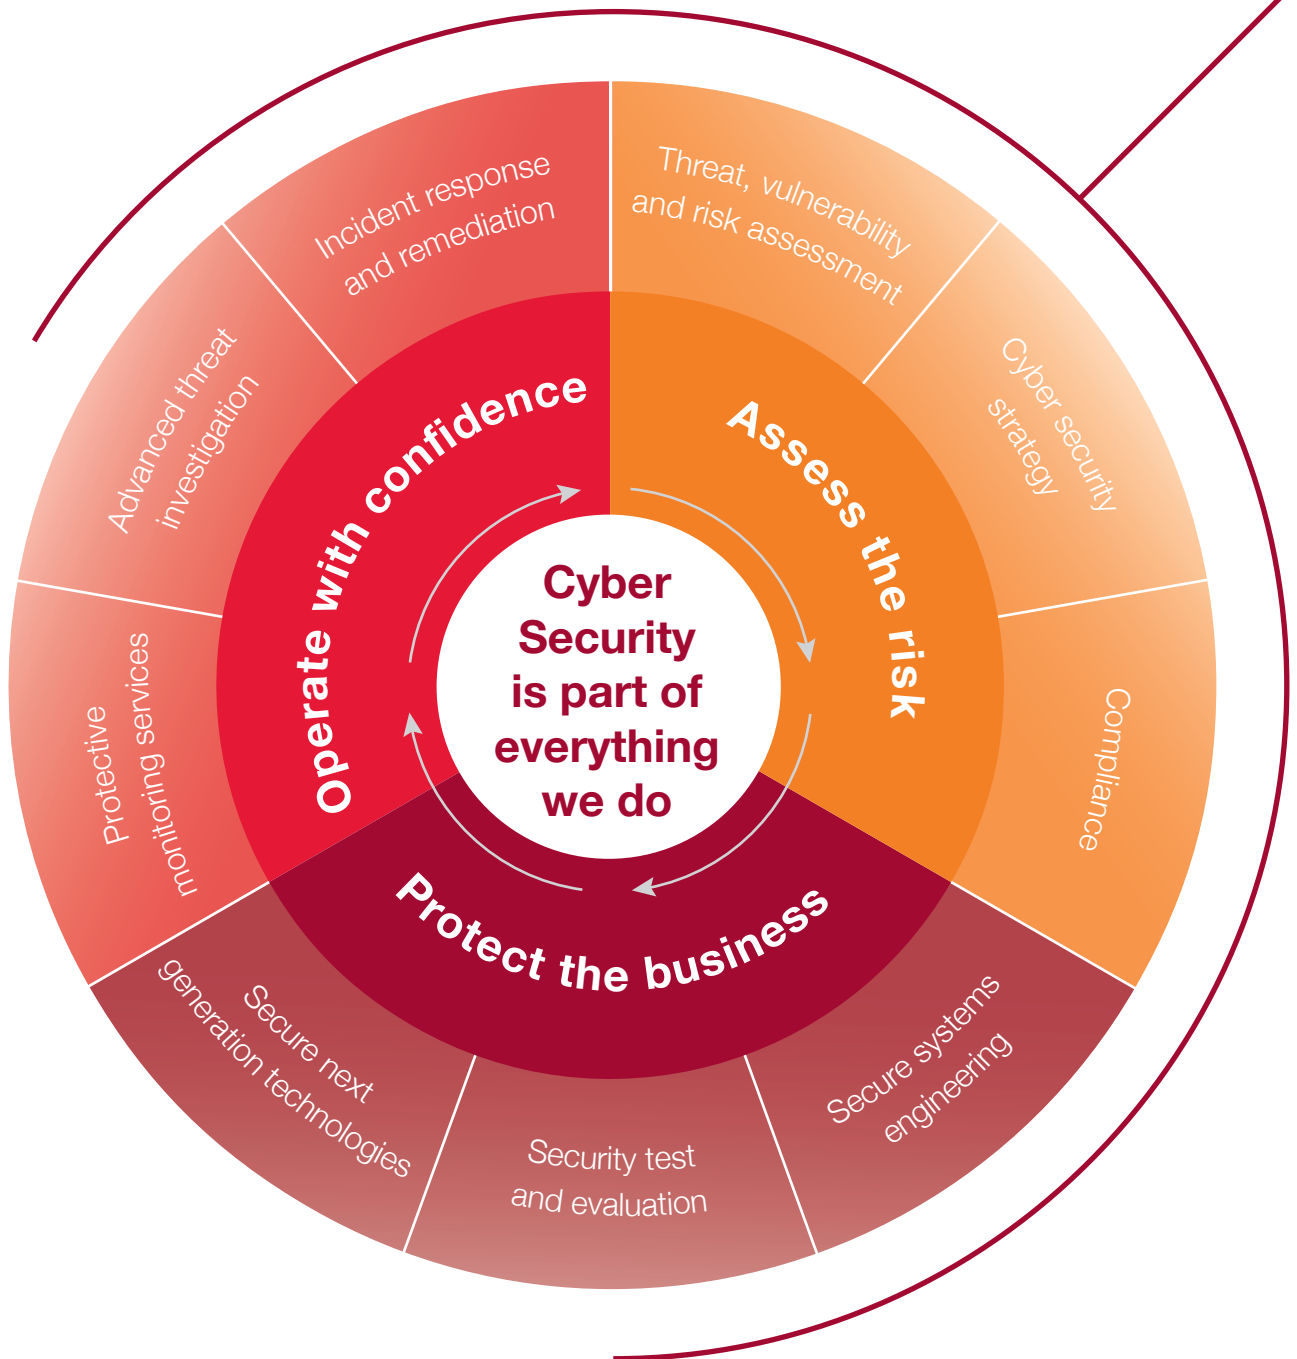 Cyber
Security
is part of
everything
we do
Assess the risk
Threat, vulnerability
and risk assessment
Cyber security
strategy
Compliance
Protect the business
Secure systems
engineering
Security test
and evaluation
Secure next
generation technologies
Operate with confidence
Protective
monitoring services
Advanced threat
investigation
Incident response
and remediation